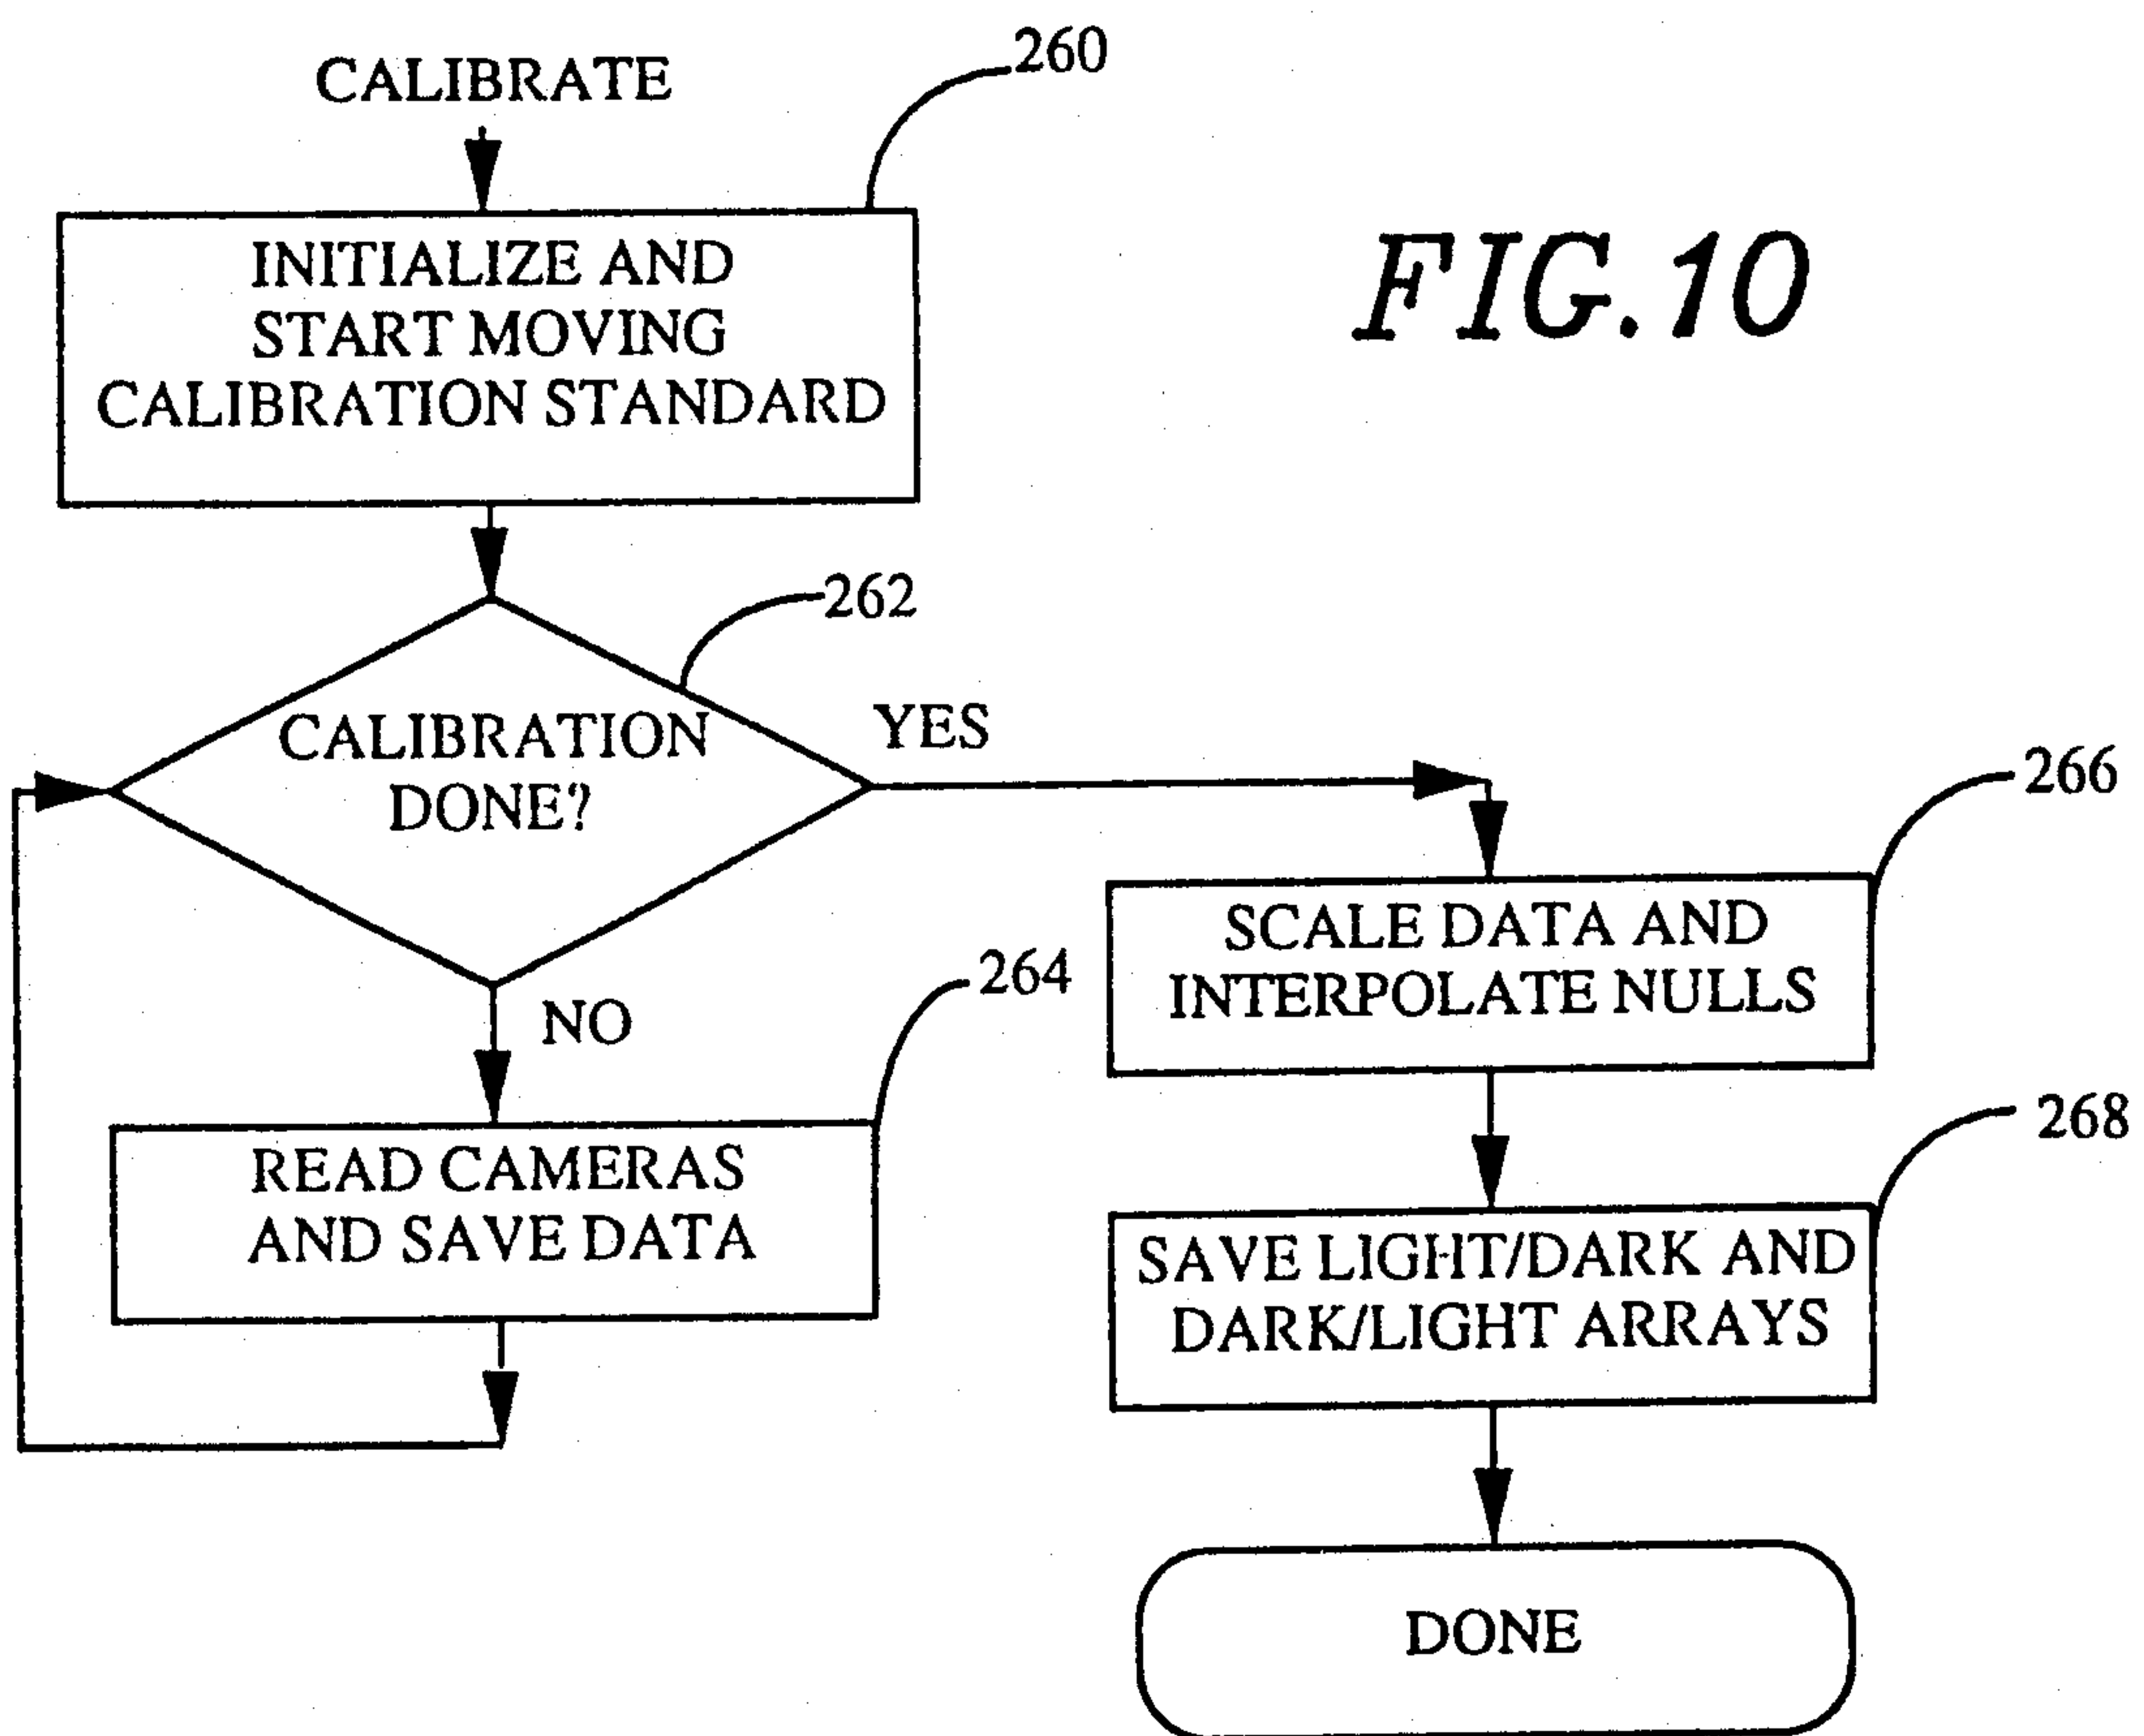 CALIBRATE
260
INITIALIZE AND
START MOVING
CALIBRATION STANDARD
FIG.10
262
CALIBRATION
DONE?
YES
NO
264
READ CAMERAS
AND SAVE DATA
266
SCALE DATA AND
INTERPOLATE NULLS
268
SAVE LIGHT/DARK AND
DARK/LIGHT ARRAYS
DONE